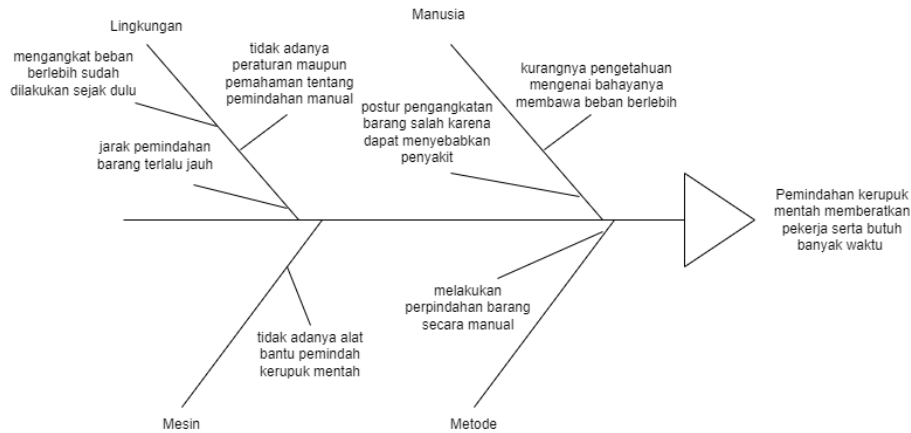 Lingkungan
mengangkat beban
berlebih sudah
dilakukan sejak dulu
tidak adanya
peraturan maupun
pemahaman tentang
pemindahan manual
jarak pemindahan
barang terlalu jauh
Manusia
kurangnya pengetahuan
mengenai bahayanya
membawa beban berlebih
postur pengangkatan
barang salah karena
dapat menyebabkan
penyakit
Pemindahan kerupuk
mentah memberatkan
pekerja serta butuh
banyak waktu
tidak adanya alat
bantu pemindah
kerupuk mentah
Mesin
melakukan
perpindahan barang
secara manual
Metode